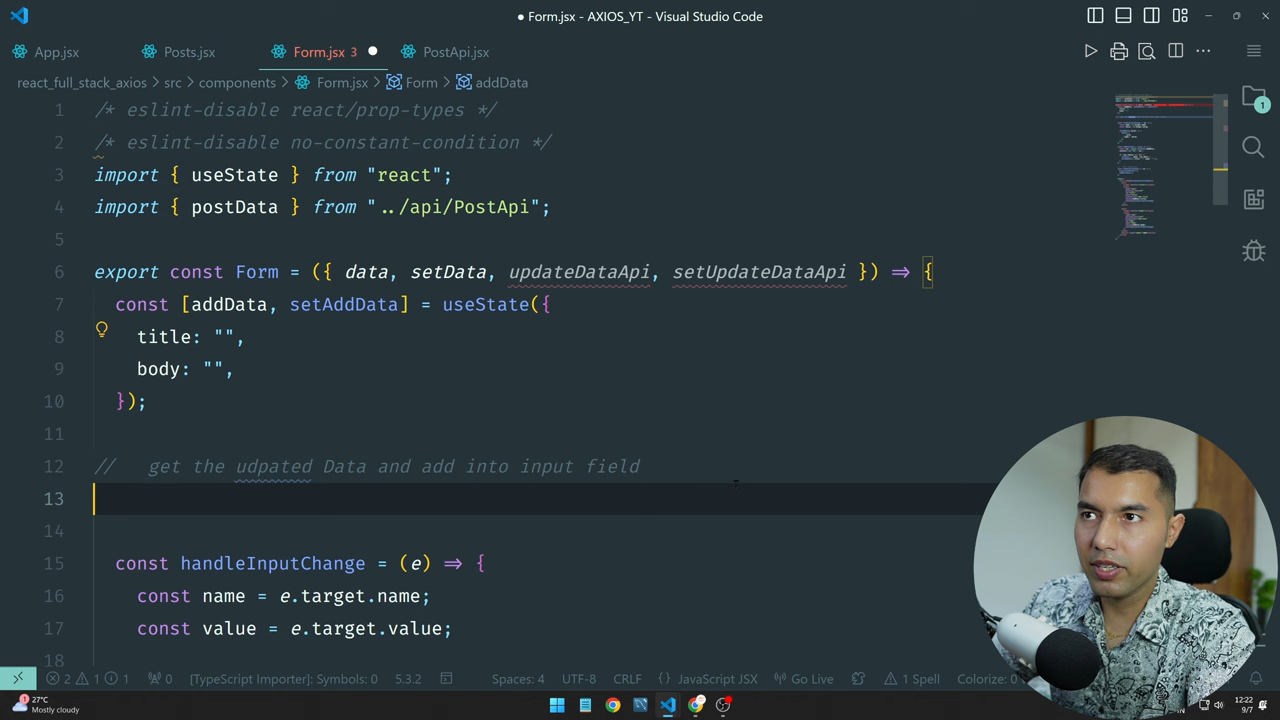 ● Form.jsx - AXIOS_YT - Visual Studio Code
App.jsx Posts.jsx Form.jsx 3 PostApi.jsx
react_full_stack_axios > src > components > Form.jsx > Form > addData
1 /* eslint-disable react/prop-types */
2 /* eslint-disable no-constant-condition */
3 import { useState } from "react";
4 import { postData } from "../api/PostApi";
5
6 export const Form = ({ data, setData, updateDataApi, setUpdateDataApi }) => {
7 const [addData, setAddData] = useState({
8 title: "",
9 body: "",
10 });
11
12 // get the udpated Data and add into input field
13
14
15 const handleInputChange = (e) => {
16 const name = e.target.name;
17 const value = e.target.value;
18
2 1 1 0 [TypeScript Importer]: Symbols: 0 5.3.2 Spaces: 4 UTF-8 CRLF {} JavaScript JSX Go Live 1 Spell Colorize: 0
1
1 27°C
Mostly cloudy
12:22
9/7